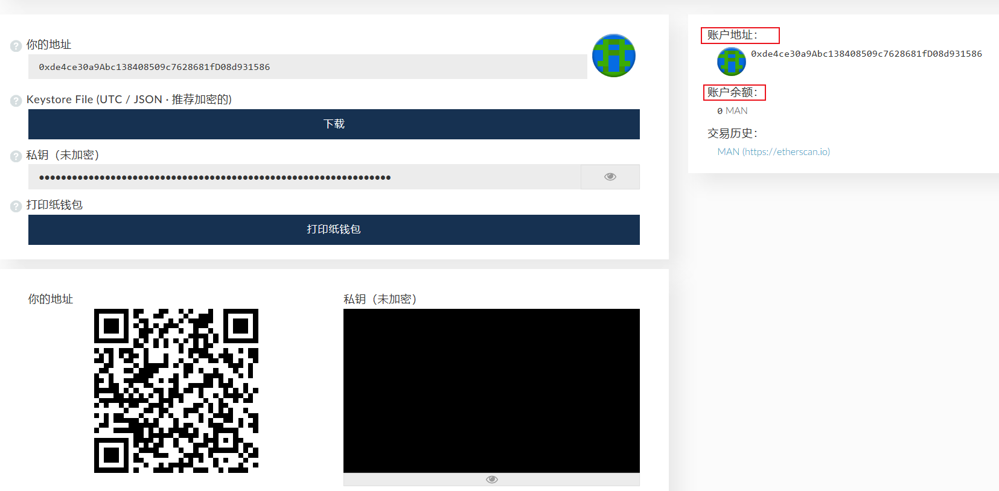 你的地址
0xde4ce30a9Abc138408509c7628681fD08d931586
Keystore File (UTC / JSON · 推荐加密的)
下载
私钥（未加密）
••••••••••••••••••••••••••••••••••••••••••••••••••••••••••••••••
打印纸钱包
打印纸钱包
你的地址
私钥（未加密）
账户地址：
0xde4ce30a9Abc138408509c7628681fD08d931586
账户余额：
0 MAN
交易历史：
MAN (https://etherscan.io)